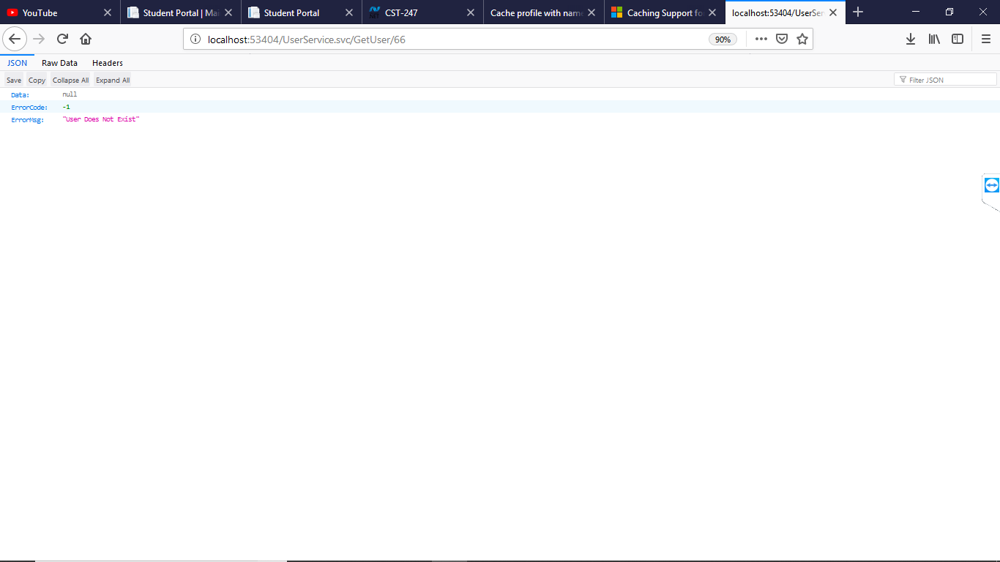 YouTube
Student Portal | Mai
Student Portal
CST-247
Cache profile with name
Caching Support fo
localhost:53404/UserSer
localhost:53404/UserService.svc/GetUser/66
90%
JSON Raw Data Headers
Save Copy Collapse All Expand All
Filter JSON
Data: null
ErrorCode: -1
ErrorMsg: "User Does Not Exist"